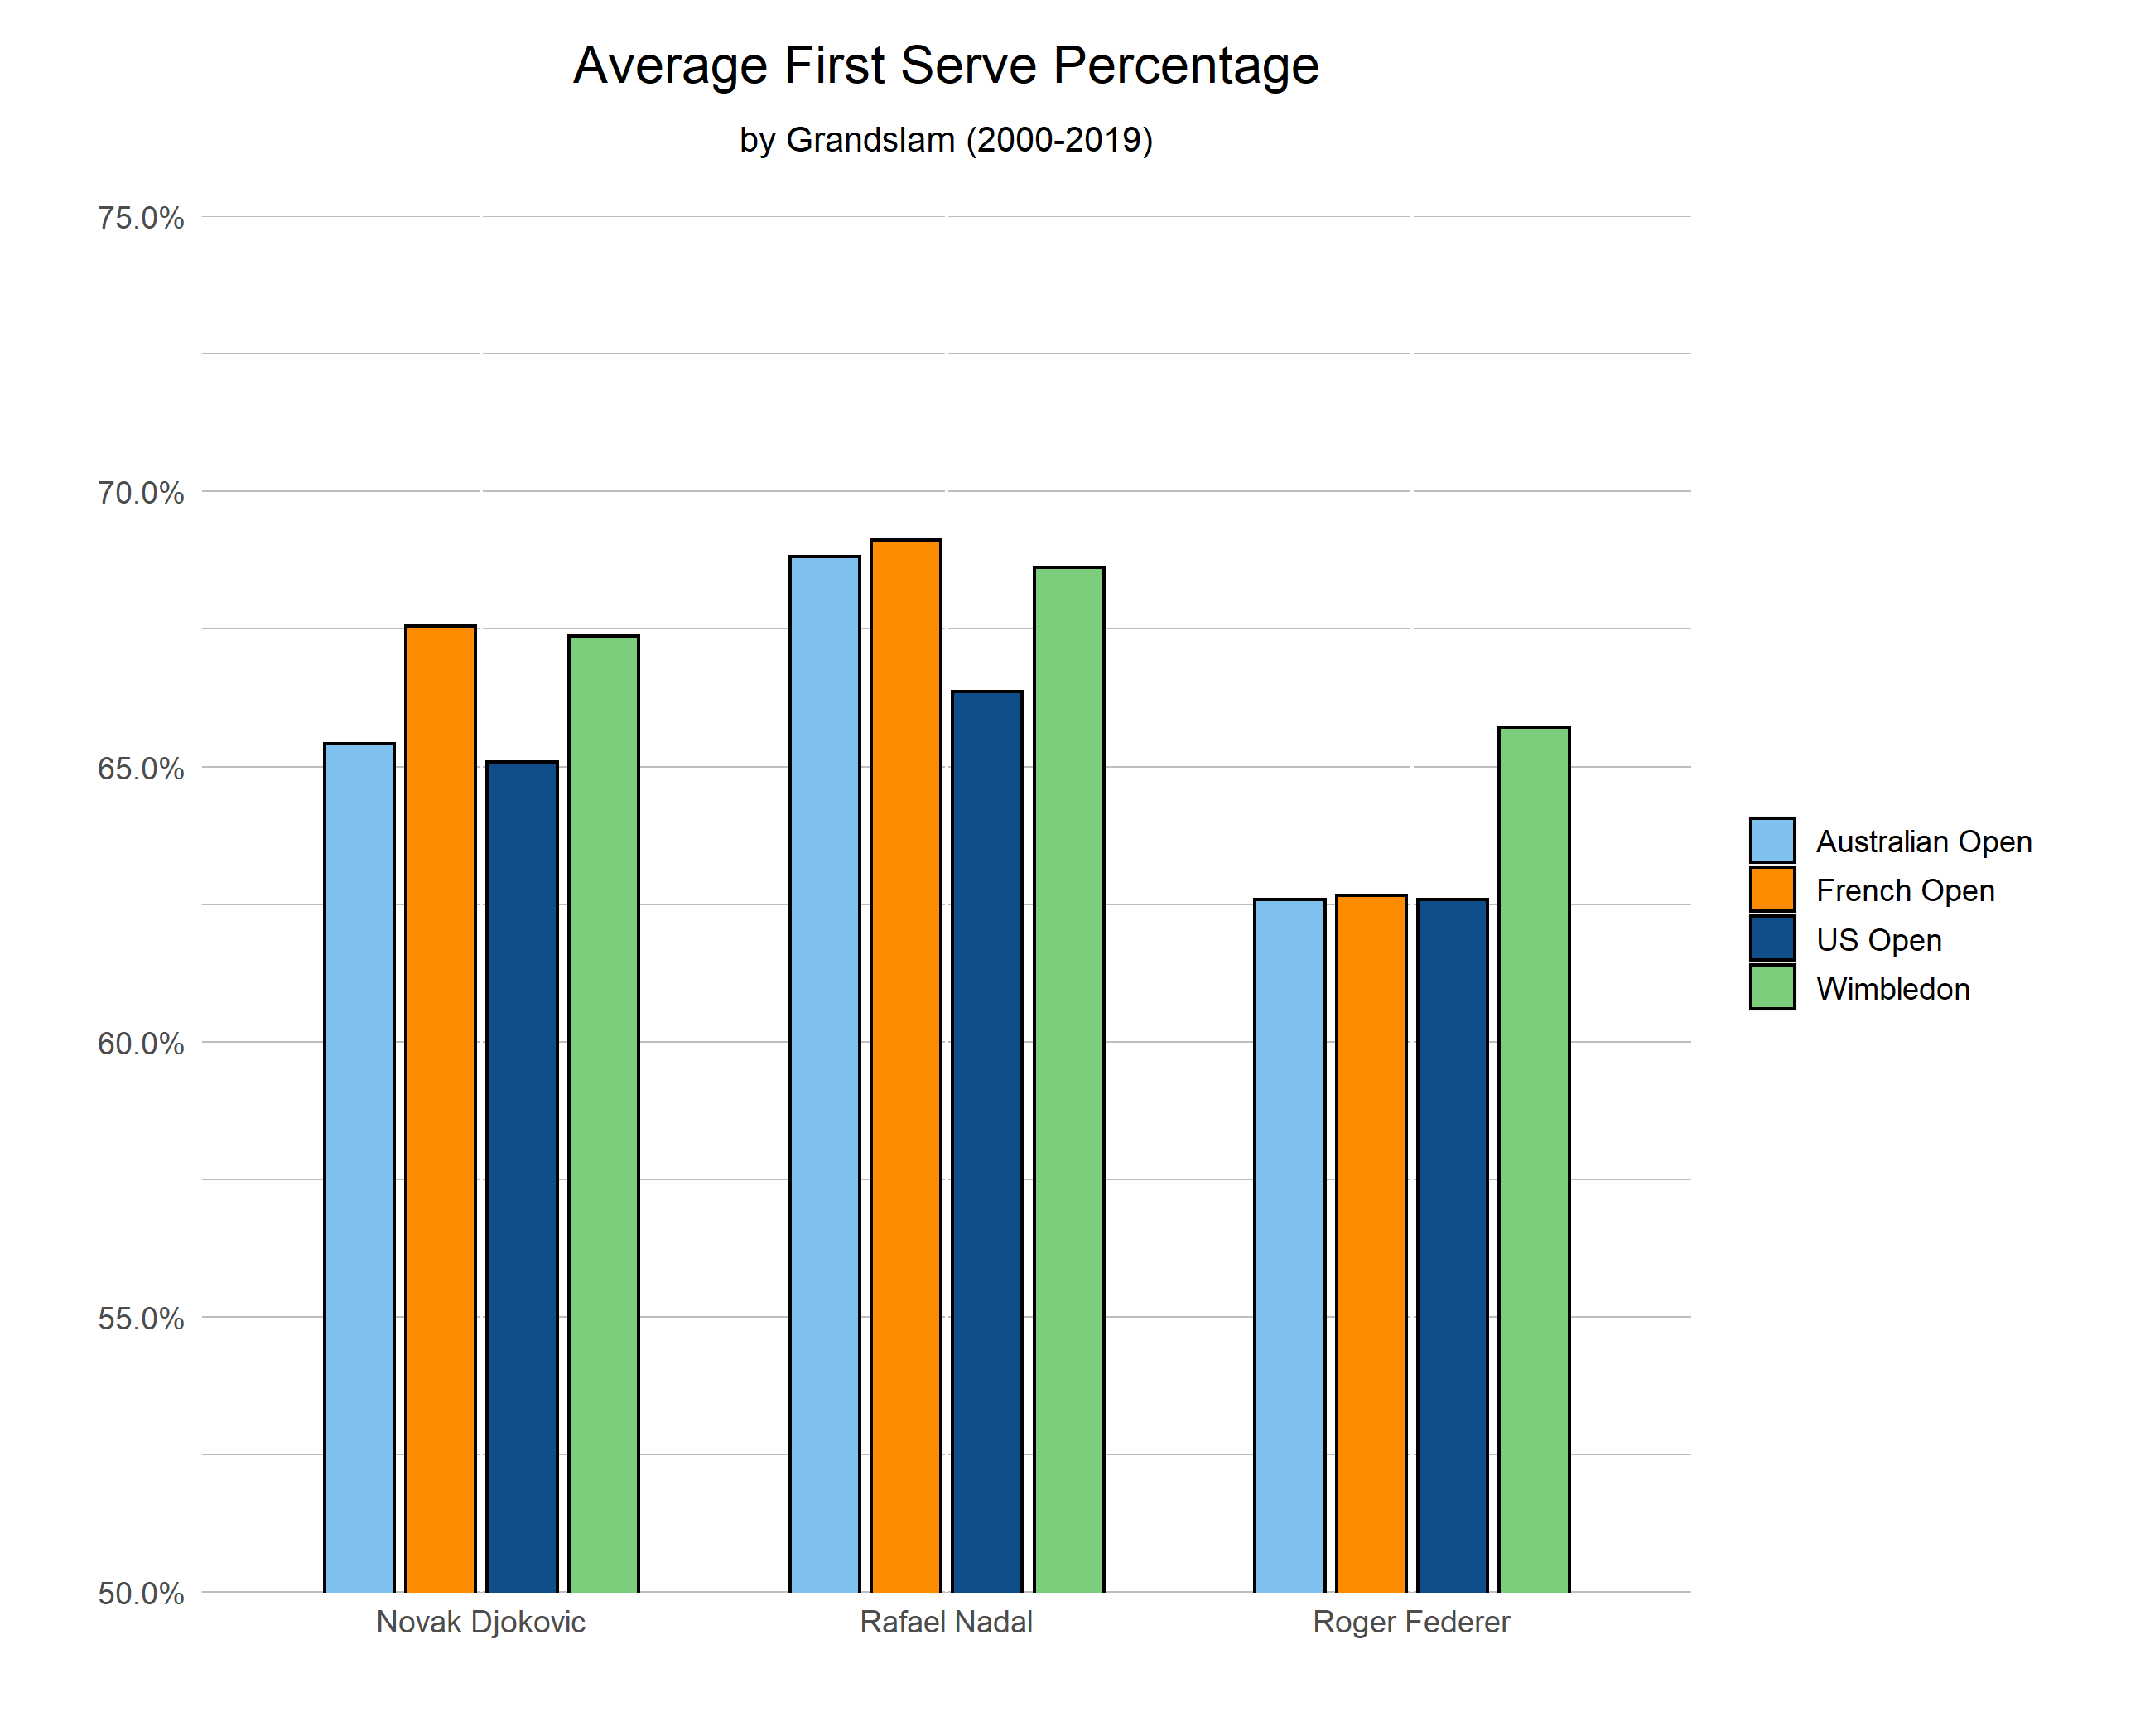 Average First Serve Percentage
by Grandslam (2000-2019)
75.0%
70.0%
65.0%
60.0%
55.0%
50.0%
Novak Djokovic
Rafael Nadal
Roger Federer
Australian Open
French Open
US Open
Wimbledon